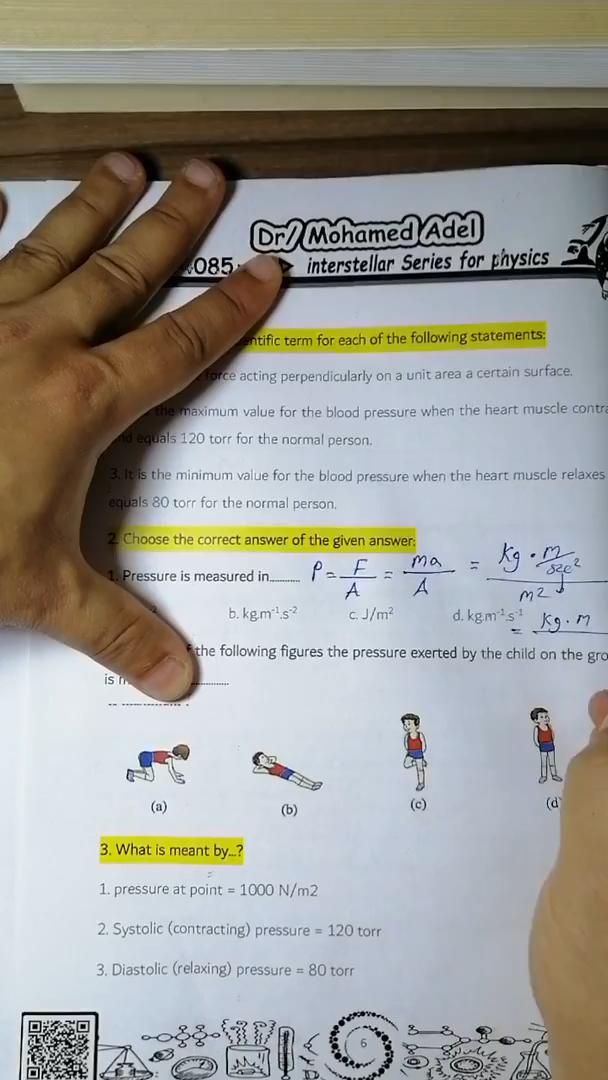 Dr/ Mohamed Adel
085
interstellar Series for physics
entific term for each of the following statements:
force acting perpendicularly on a unit area a certain surface.
the maximum value for the blood pressure when the heart muscle contra
nd equals 120 torr for the normal person.
3. It is the minimum value for the blood pressure when the heart muscle relaxes
equals 80 torr for the normal person.
2. Choose the correct answer of the given answer:
1. Pressure is measured in........... P = F/A = ma/A = kg · m/sec² / m²
b. kg.m⁻¹.s⁻² c. J/m² d. kg.m⁻¹.s⁻¹
= kg · m
the following figures the pressure exerted by the child on the gro
is
(a) (b) (c) (d)
3. What is meant by...?
1. pressure at point = 1000 N/m2
2. Systolic (contracting) pressure = 120 torr
3. Diastolic (relaxing) pressure = 80 torr
6